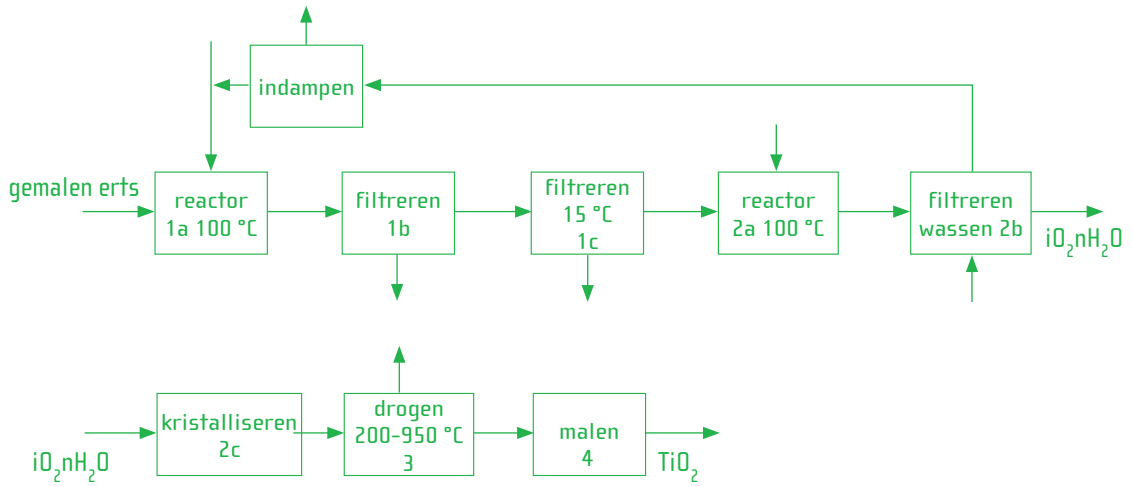 indampen
gemalen erts
reactor
1a 100 °C
filtreren
1b
filtreren
15 °C
1c
reactor
2a 100 °C
filtreren
wassen 2b
iO₂nH₂O
iO₂nH₂O
kristalliseren
2c
drogen
200-950 °C
3
malen
4
TiO₂